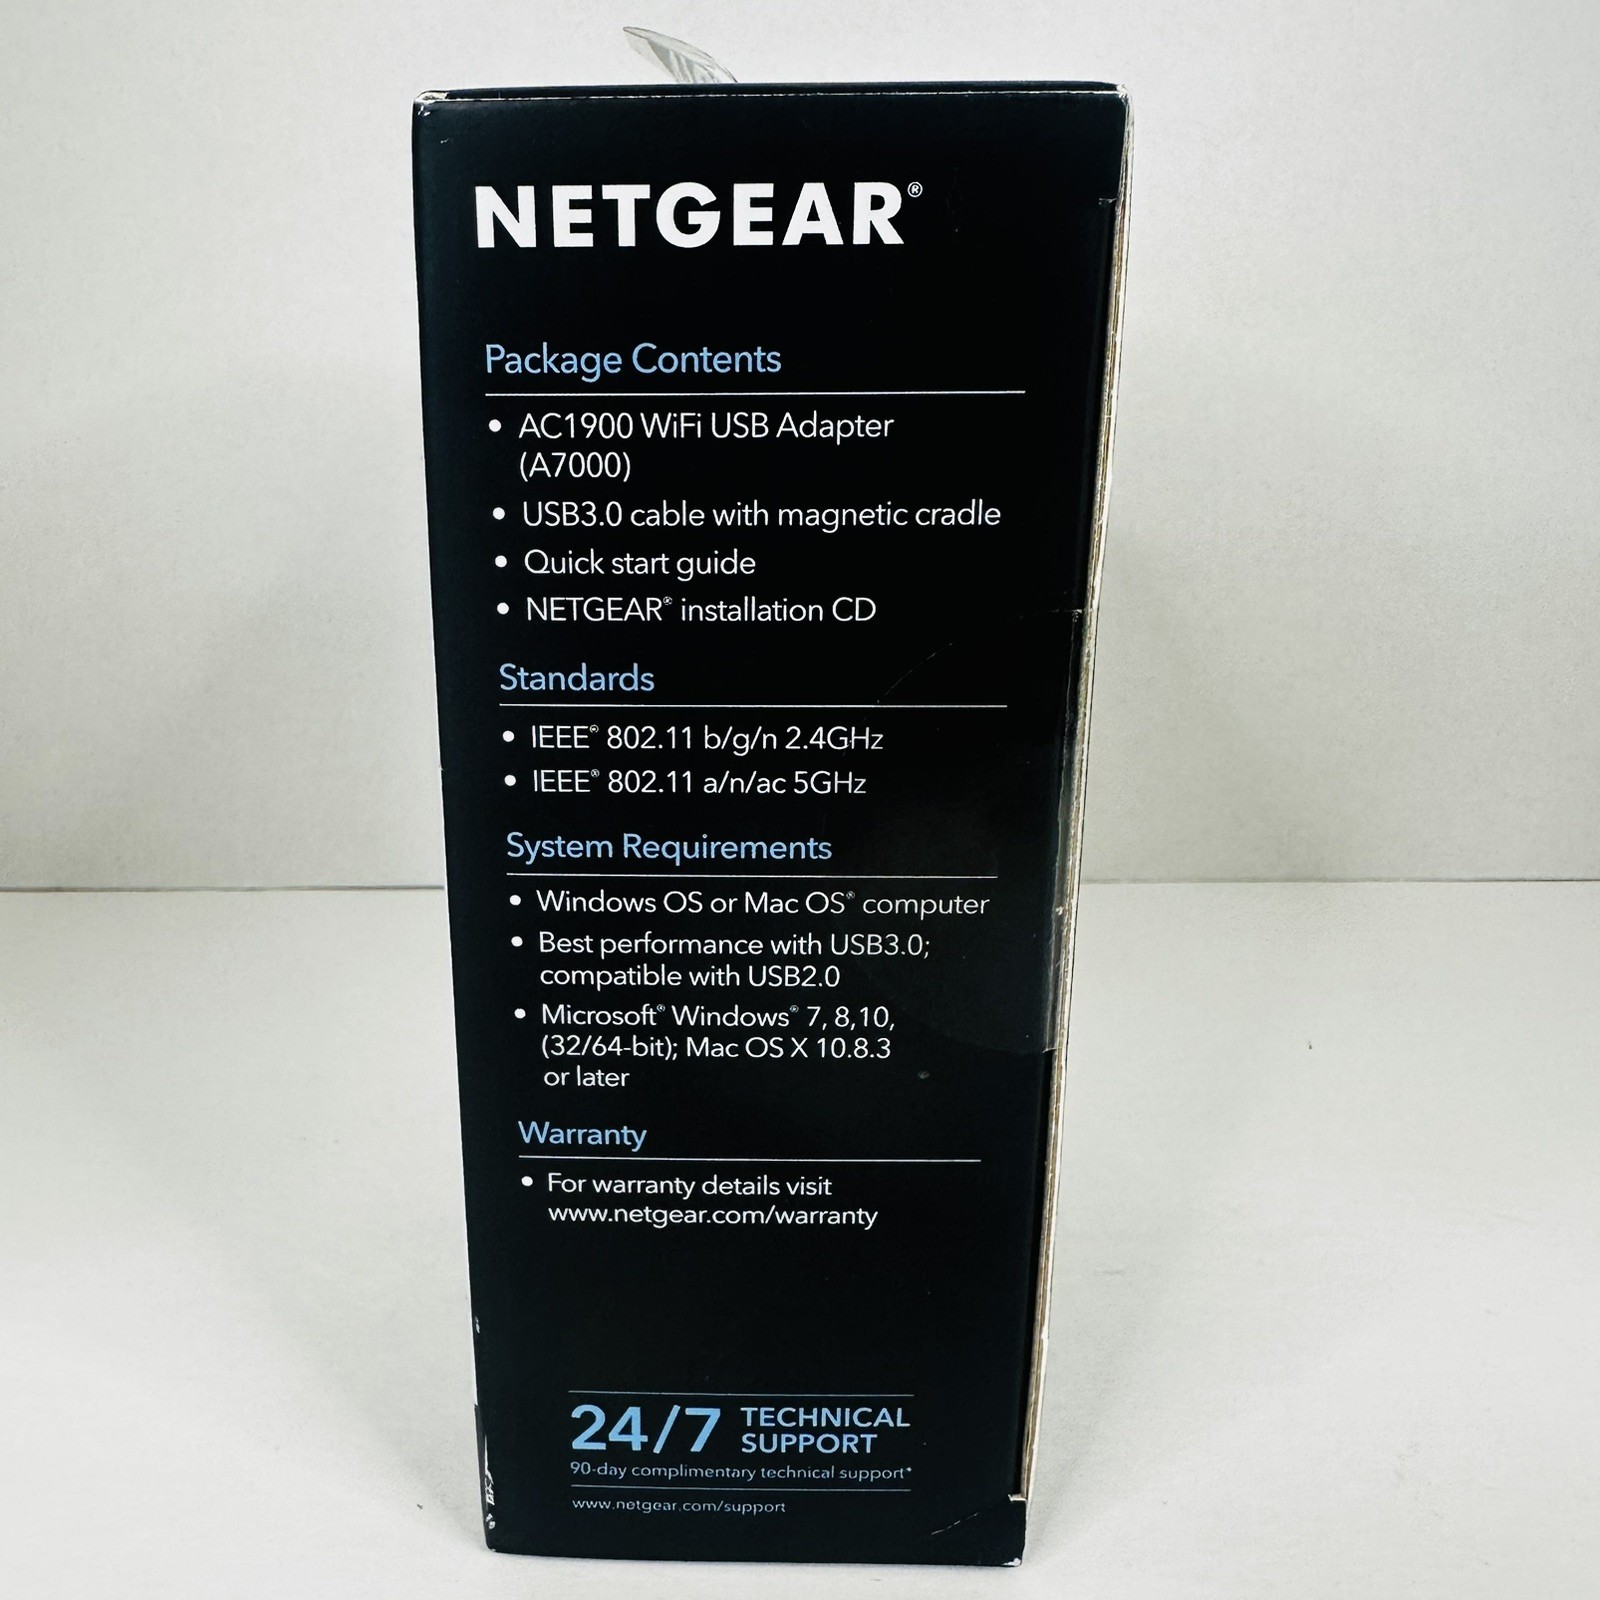 NETGEAR®
Package Contents
• AC1900 WiFi USB Adapter
(A7000)
• USB3.0 cable with magnetic cradle
• Quick start guide
• NETGEAR® installation CD
Standards
• IEEE® 802.11 b/g/n 2.4GHz
• IEEE® 802.11 a/n/ac 5GHz
System Requirements
• Windows OS or Mac OS® computer
• Best performance with USB3.0;
compatible with USB2.0
• Microsoft® Windows® 7, 8,10,
(32/64-bit); Mac OS X 10.8.3
or later
Warranty
• For warranty details visit
www.netgear.com/warranty
24/7 TECHNICAL
SUPPORT
90-day complimentary technical support*
www.netgear.com/support